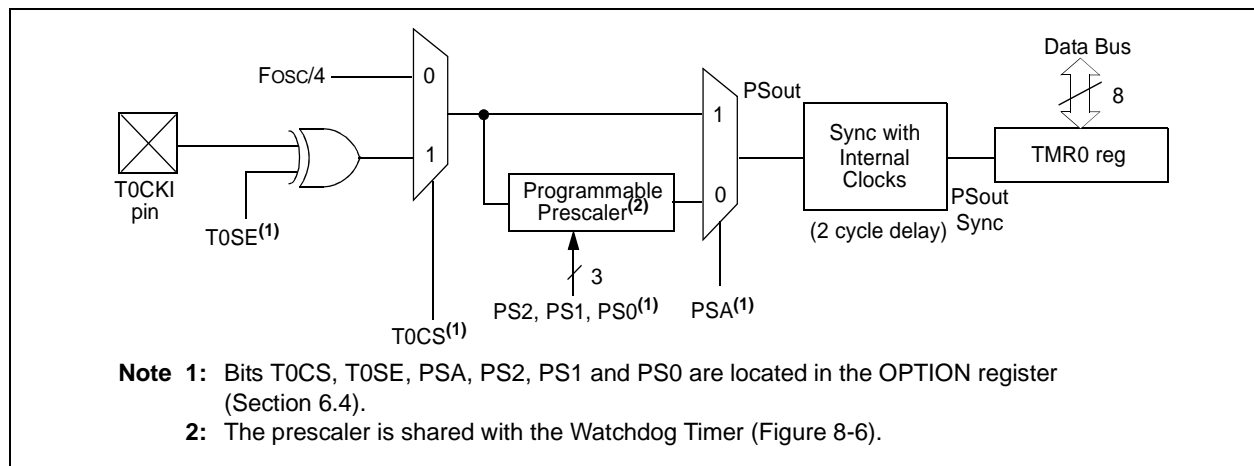 Data Bus
FOSC/4
0
PSout
8
1
1
Sync with
Internal
Clocks
TMR0 reg
T0CKI
pin
Programmable
Prescaler(2)
0
PSout
Sync
T0SE(1)
(2 cycle delay)
3
PS2, PS1, PS0(1)
PSA(1)
T0CS(1)
Note 1: Bits T0CS, T0SE, PSA, PS2, PS1 and PS0 are located in the OPTION register
(Section 6.4).
2: The prescaler is shared with the Watchdog Timer (Figure 8-6).